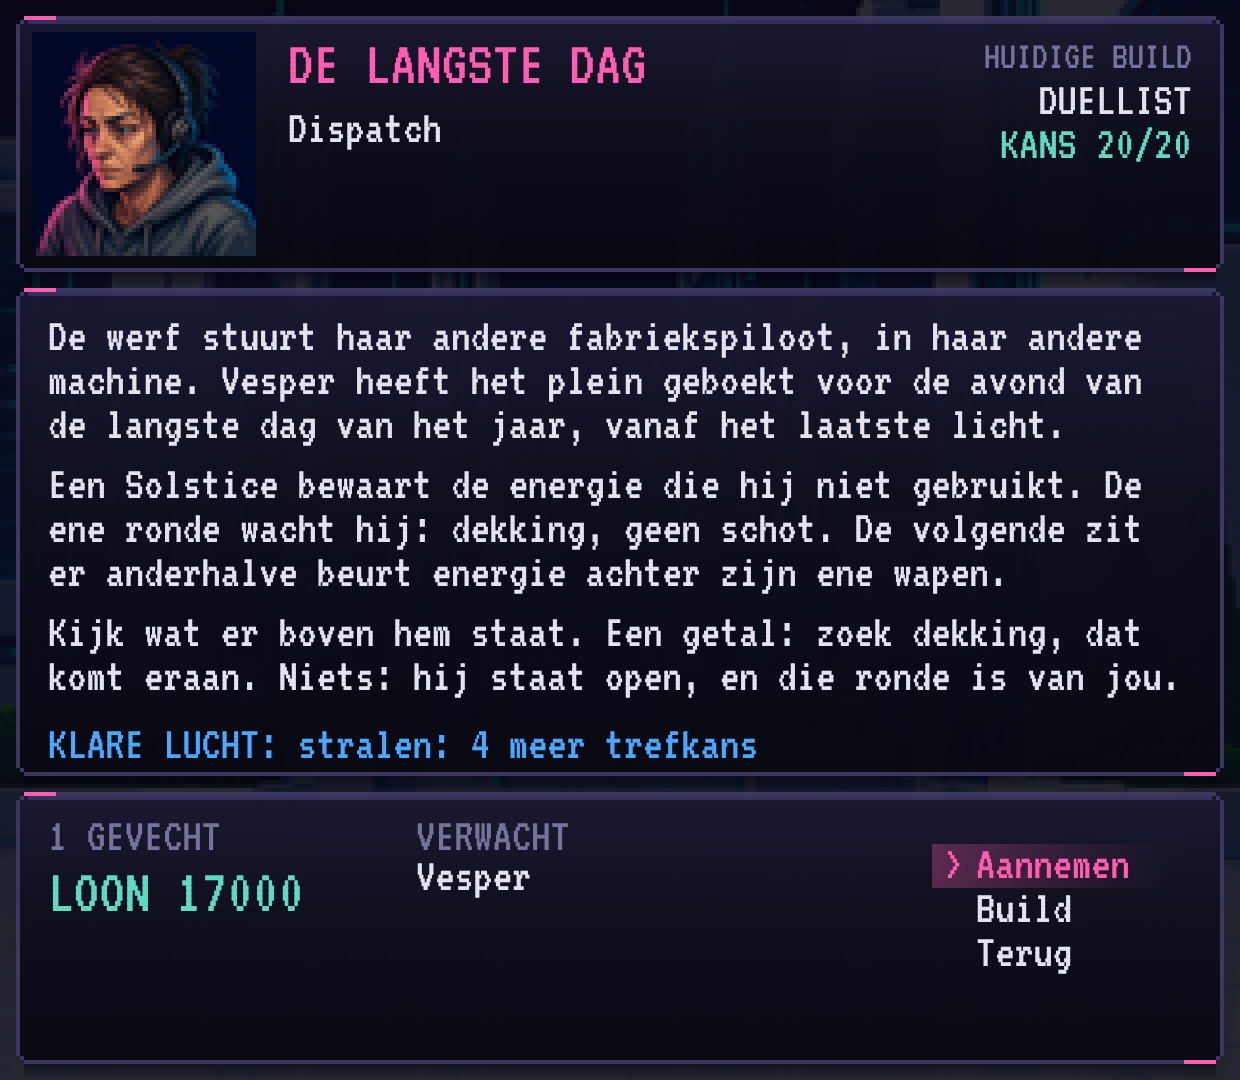 DE LANGSTE DAG
Dispatch
HUIDIGE BUILD
DUELLIST
KANS 20/20
De werf stuurt haar andere fabriekspiloot, in haar andere
machine. Vesper heeft het plein geboekt voor de avond van
de langste dag van het jaar, vanaf het laatste licht.
Een Solstice bewaart de energie die hij niet gebruikt. De
ene ronde wacht hij: dekking, geen schot. De volgende zit
er anderhalve beurt energie achter zijn ene wapen.
Kijk wat er boven hem staat. Een getal: zoek dekking, dat
komt eraan. Niets: hij staat open, en die ronde is van jou.
KLARE LUCHT: stralen: 4 meer trefkans
1 GEVECHT
LOON 17000
VERWACHT
Vesper
> Aannemen
Build
Terug